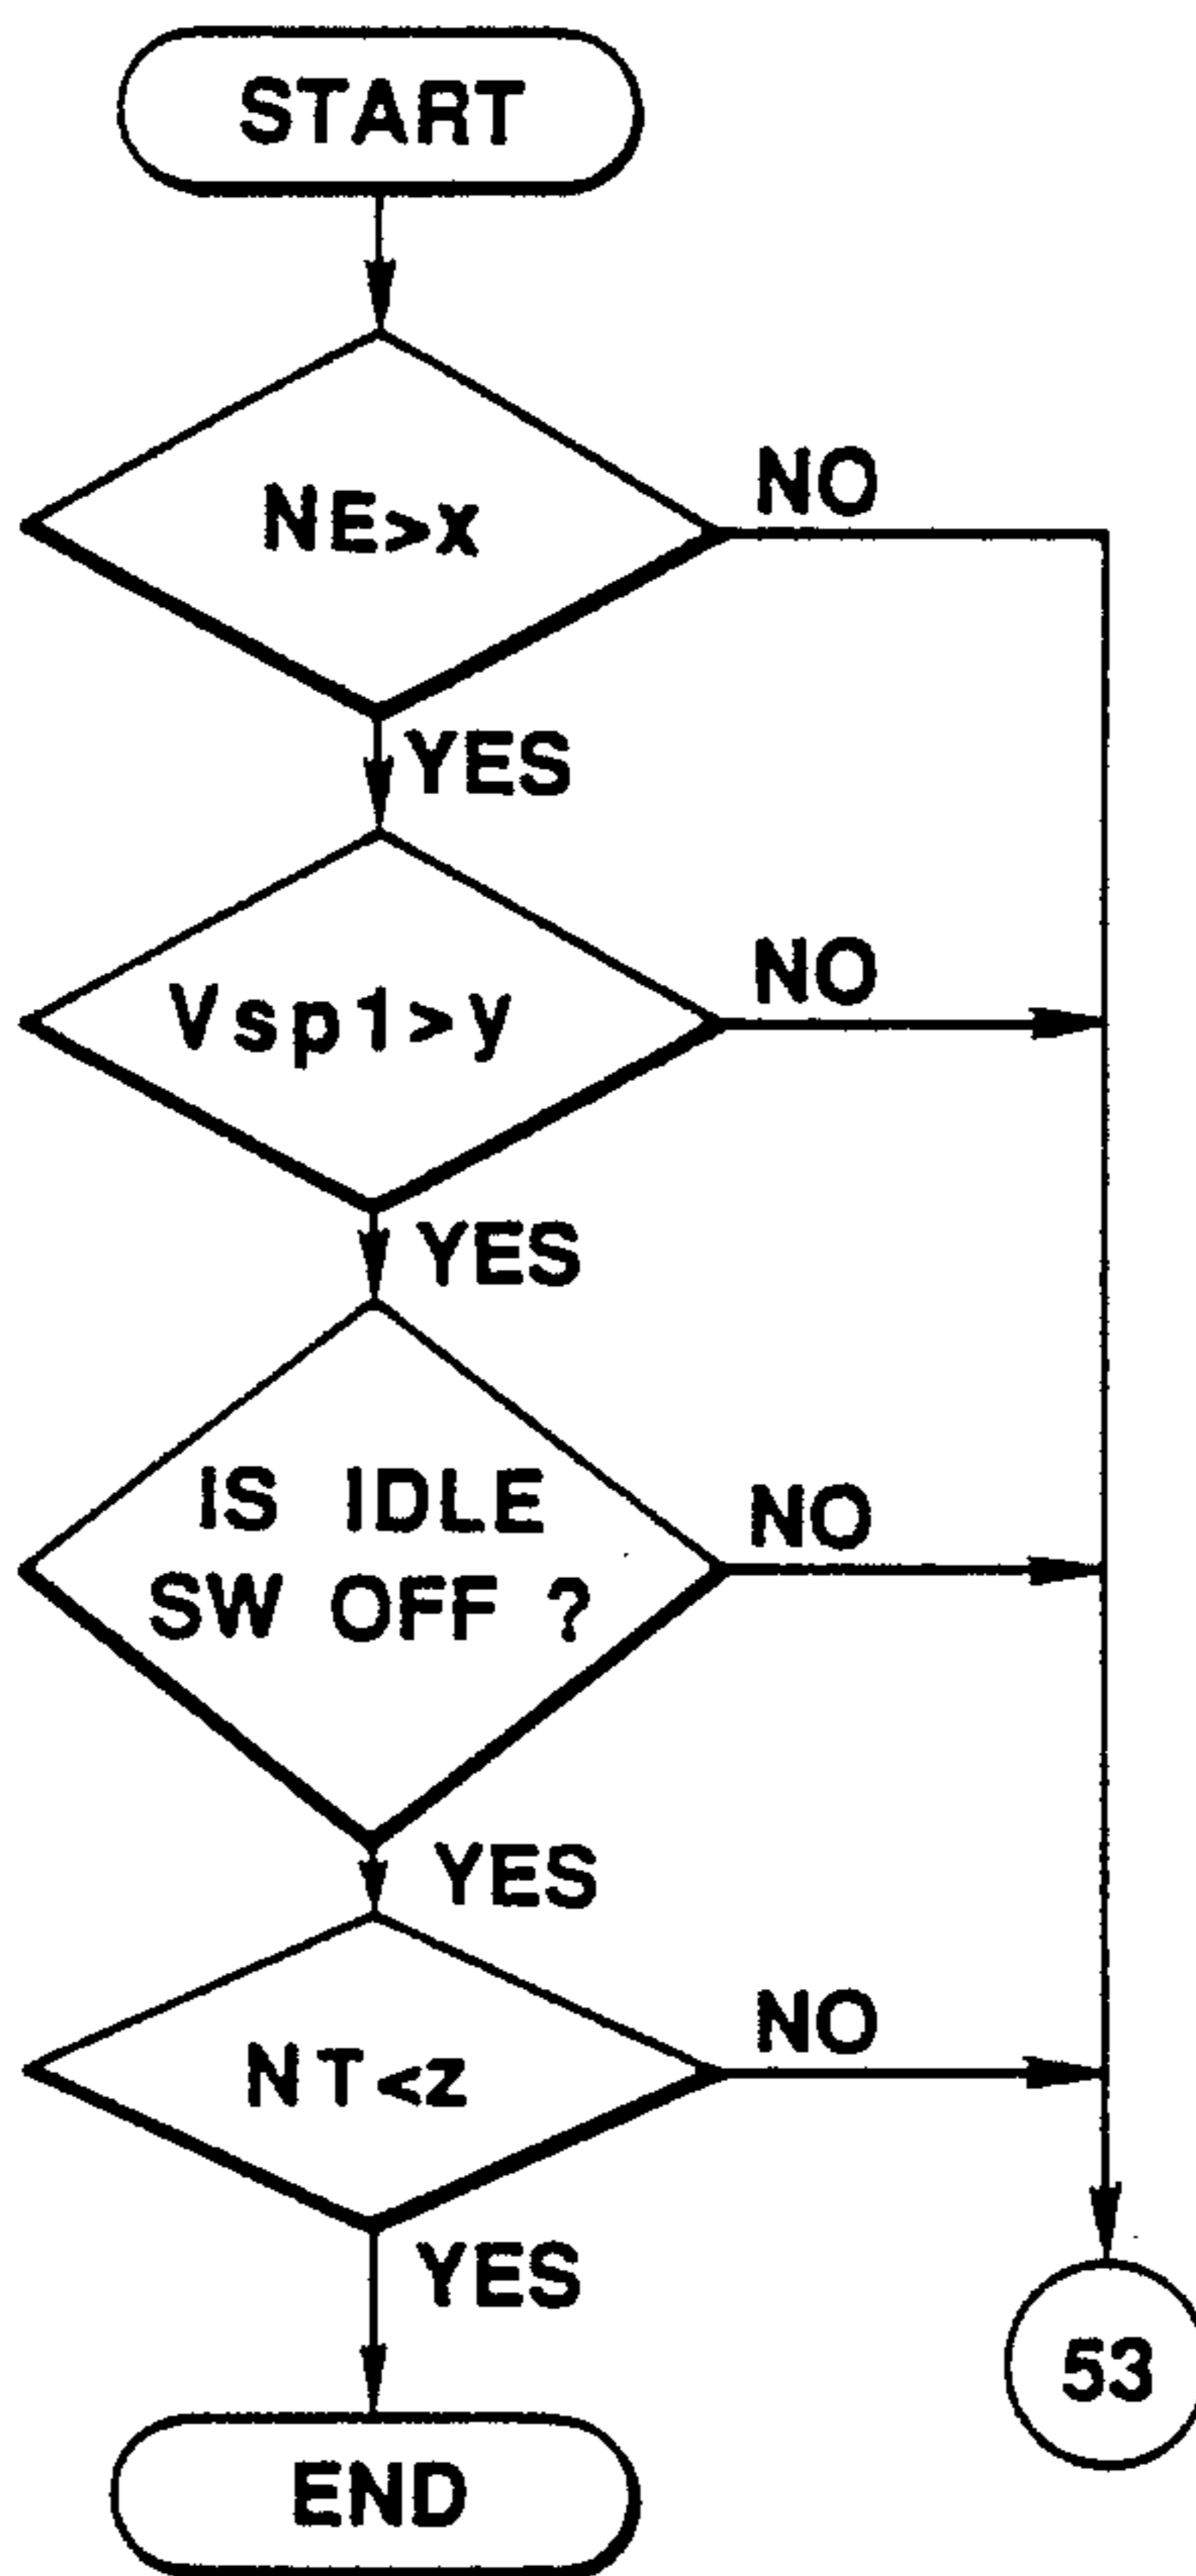 START
NE>x
NO
YES
Vsp1>y
NO
YES
IS IDLE
SW OFF ?
NO
YES
NT<z
NO
YES
53
END